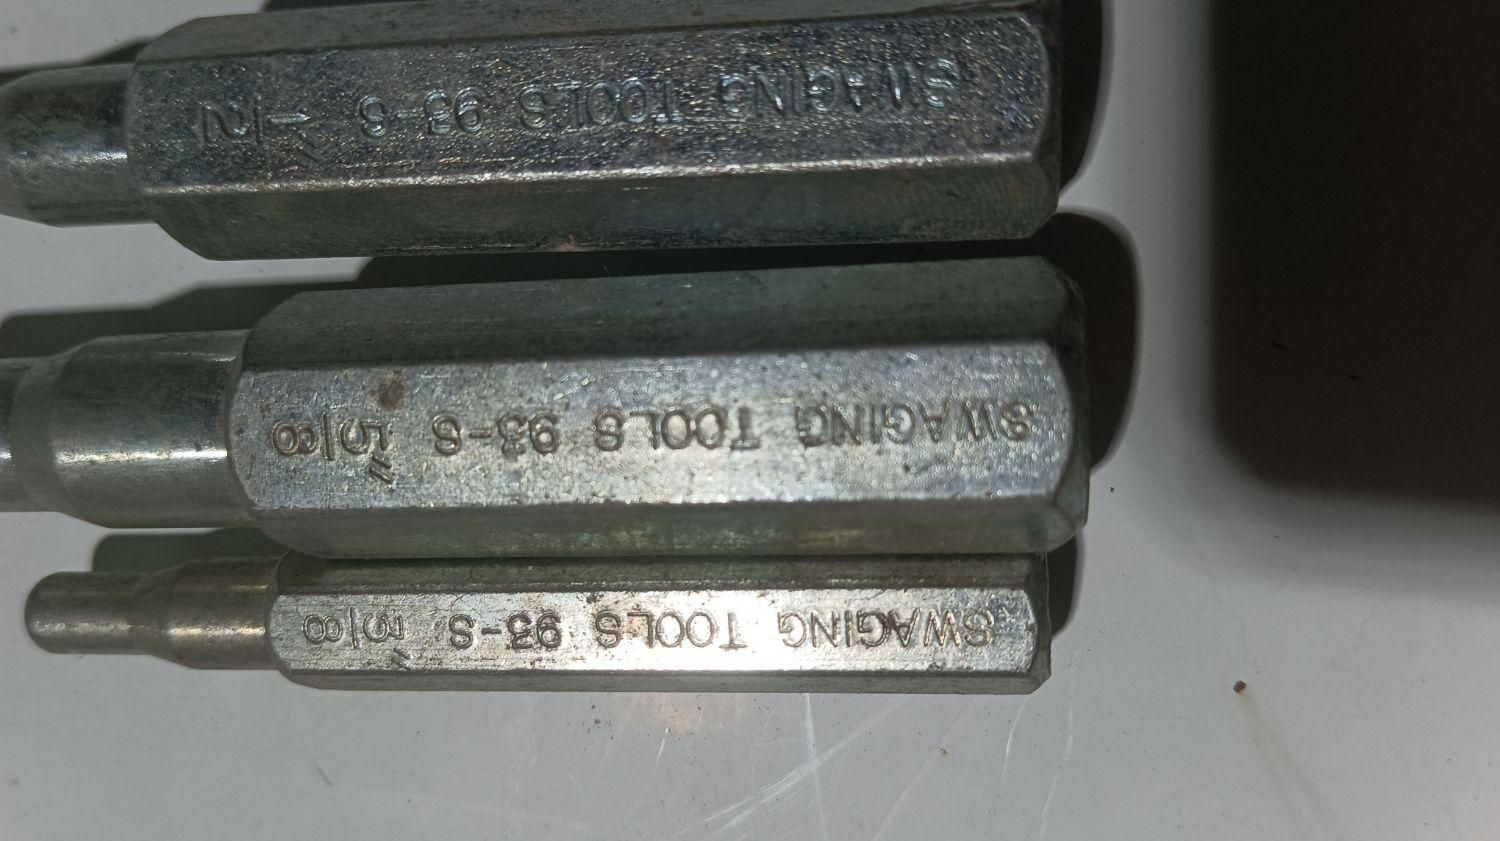 SWAGING TOOLS 93-S 3/8"
SWAGING TOOLS 93-S 5/8"
SWAGING TOOLS 93-S 1/2"